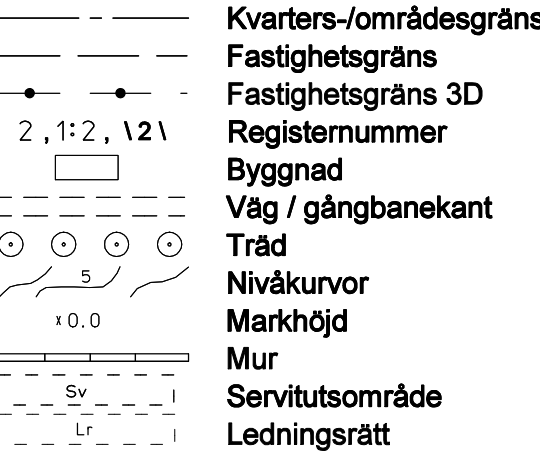 Kvarters-/områdesgräns
Fastighetsgräns
Fastighetsgräns 3D
2 , 1:2 , \2\ Registernummer
Byggnad
Väg / gångbanekant
Träd
5 Nivåkurvor
x0.0 Markhöjd
Mur
Sv Servitutsområde
Lr Ledningsrätt